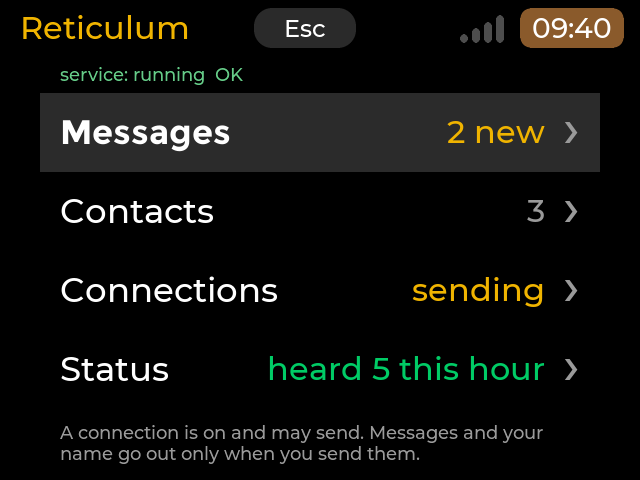 Reticulum
Esc
09:40
service: running OK
Messages 2 new ❯
Contacts 3 ❯
Connections sending ❯
Status heard 5 this hour ❯
A connection is on and may send. Messages and your
name go out only when you send them.